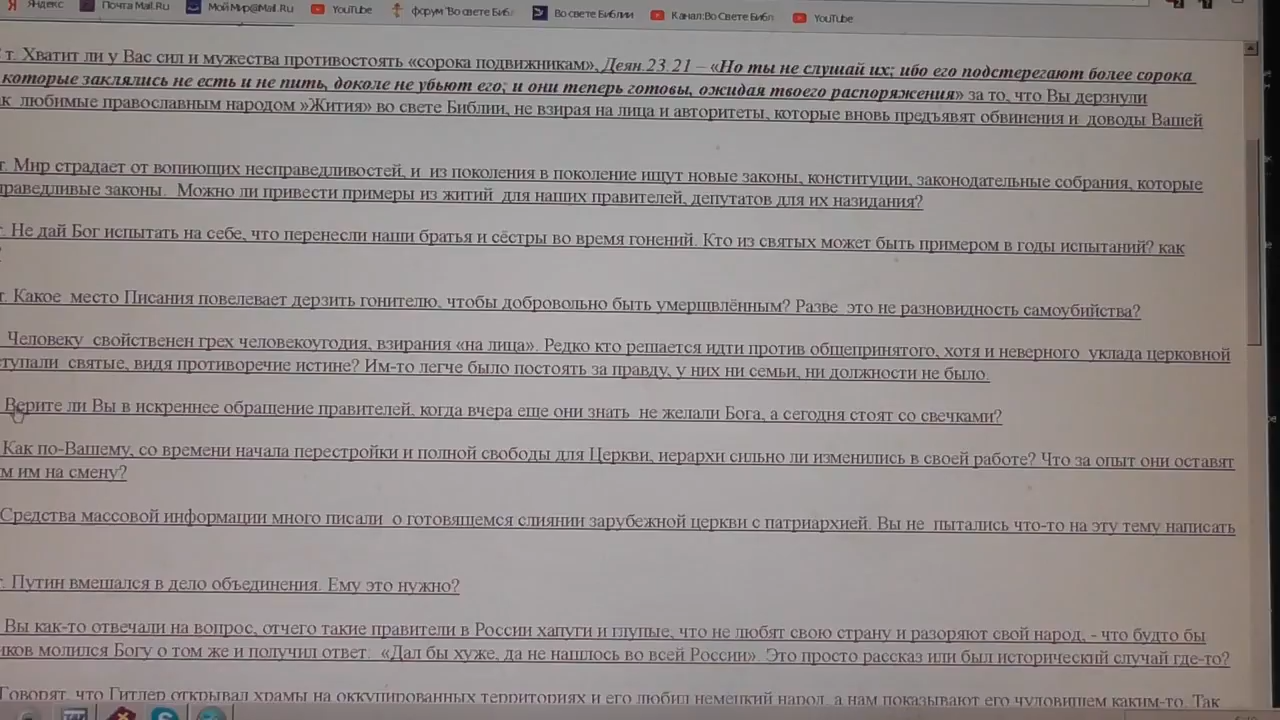 Яндекс Почта Mail.Ru Мой Мир@Mail.Ru YouTube форум "Во свете Библ Во свете Библии Канал:Во Свете Библ YouTube
т. Хватит ли у Вас сил и мужества противостоять «сорока подвижникам», Деян.23.21 – «Но ты не слушай их; ибо его подстерегают более сорока
которые заклялись не есть и не пить, доколе не убьют его; и они теперь готовы, ожидая твоего распоряжения» за то, что Вы дерзнули
к любимые православным народом »Жития» во свете Библии, не взирая на лица и авторитеты, которые вновь предъявят обвинения и доводы Вашей
т. Мир страдает от вопиющих несправедливостей, и из поколения в поколение ищут новые законы, конституции, законодательные собрания, которые
праведливые законы. Можно ли привести примеры из житий для наших правителей, депутатов для их назидания?
т. Не дай Бог испытать на себе, что перенесли наши братья и сёстры во время гонений. Кто из святых может быть примером в годы испытаний? как
?
т. Какое место Писания повелевает дерзить гонителю, чтобы добровольно быть умерщвлённым? Разве это не разновидность самоубийства?
Человеку свойственен грех человекоугодия, взирания «на лица». Редко кто решается идти против общепринятого, хотя и неверного уклада церковной
тупали святые, видя противоречие истине? Им-то легче было постоять за правду, у них ни семьи, ни должности не было.
Верите ли Вы в искреннее обращение правителей, когда вчера еще они знать не желали Бога, а сегодня стоят со свечками?
Как по-Вашему, со времени начала перестройки и полной свободы для Церкви, иерархи сильно ли изменились в своей работе? Что за опыт они оставят
м им на смену?
Средства массовой информации много писали о готовящемся слиянии зарубежной церкви с патриархией. Вы не пытались что-то на эту тему написать
т. Путин вмешался в дело объединения. Ему это нужно?
Вы как-то отвечали на вопрос, отчего такие правители в России хапуги и глупые, что не любят свою страну и разоряют свой народ, - что будто бы
иков молился Богу о том же и получил ответ: «Дал бы хуже, да не нашлось во всей России». Это просто рассказ или был исторический случай где-то?
Говорят, что Гитлер открывал храмы на оккупированных территориях и его любил немецкий народ, а нам показывают его чудовищем каким-то. Так